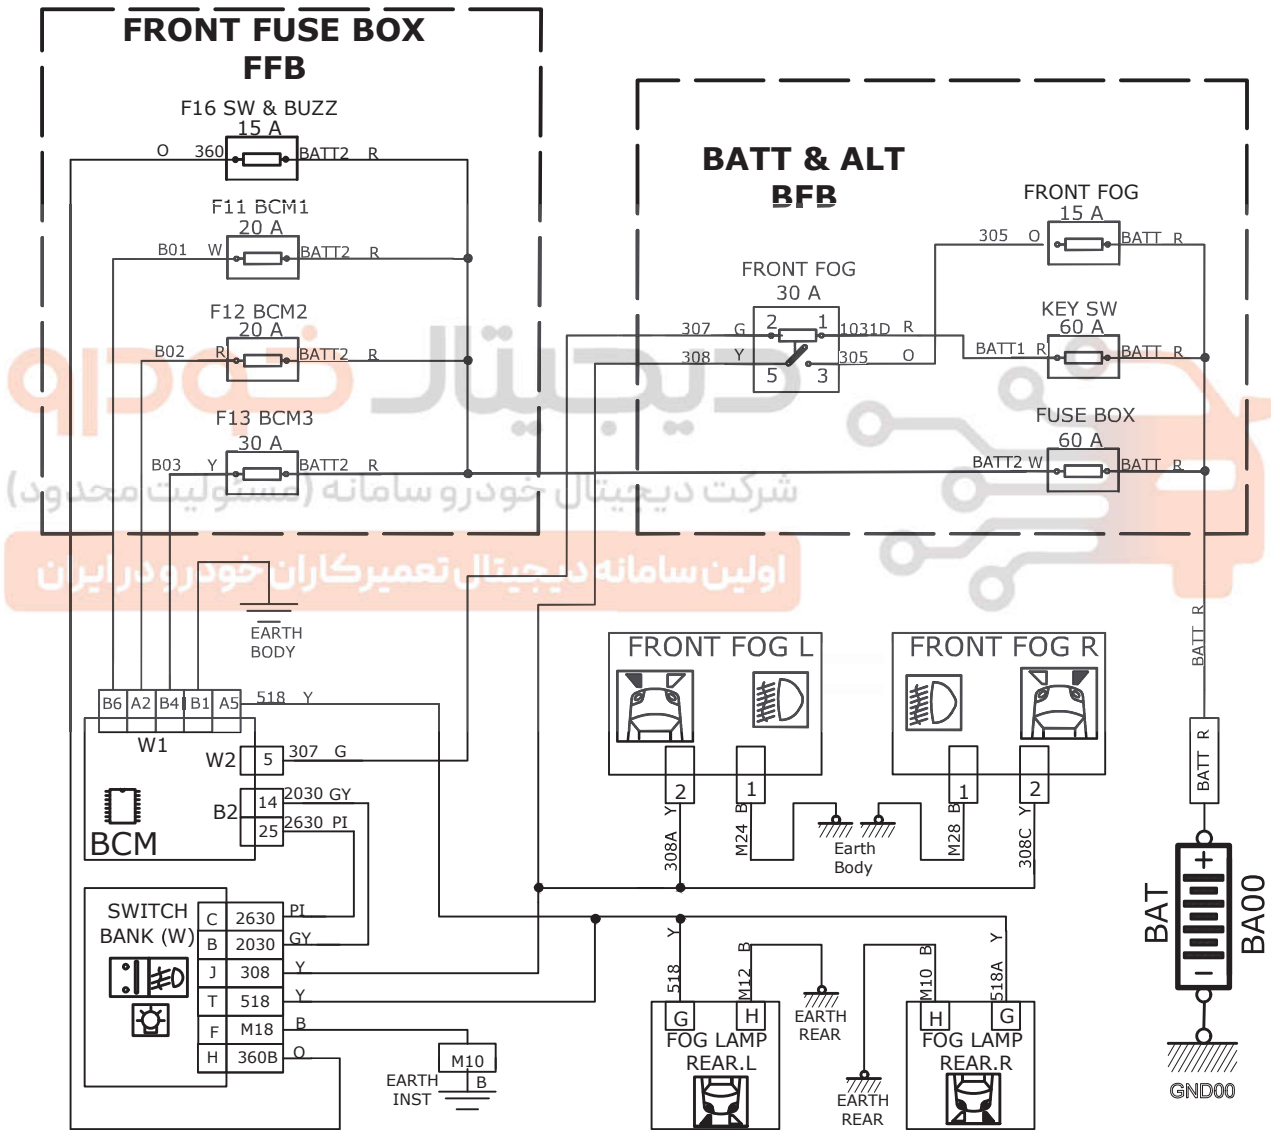 FRONT FUSE BOX
FFB
F16 SW & BUZZ
15 A
O 360 BATT2 R
F11 BCM1
20 A
B01 W BATT2 R
F12 BCM2
20 A
B02 R BATT2 R
F13 BCM3
30 A
B03 Y BATT2 R
BATT & ALT
BFB
FRONT FOG
15 A
305 O BATT R
FRONT FOG
30 A
307 G 2 1 1031D R
308 Y 5 3 305 O
KEY SW
60 A
BATT1 R BATT R
FUSE BOX
60 A
BATT2 W BATT R
دیجیتال خودرو
شرکت دیجیتال خودرو سامانه (مسئولیت محدود)
اولین سامانه دیجیتال تعمیرکاران خودرو در ایران
EARTH
BODY
B6 A2 B4 B1 A5 518 Y
W1
W2 5 307 G
B2 14 2030 GY
25 2630 PI
BCM
SWITCH
BANK (W)
C 2630 PI
B 2030 GY
J 308 Y
T 518 Y
F M18 B
H 360B O
M10
B
EARTH
INST
FRONT FOG L
2 1
308A Y
M24 B
FRONT FOG R
1 2
M28 B
308C Y
Earth
Body
518 Y
M12 B
G H
FOG LAMP
REAR.L
EARTH
REAR
M10 B
518A Y
H G
FOG LAMP
REAR.R
EARTH
REAR
BATT R
BATT R
+
−
BAT
BA00
GND00